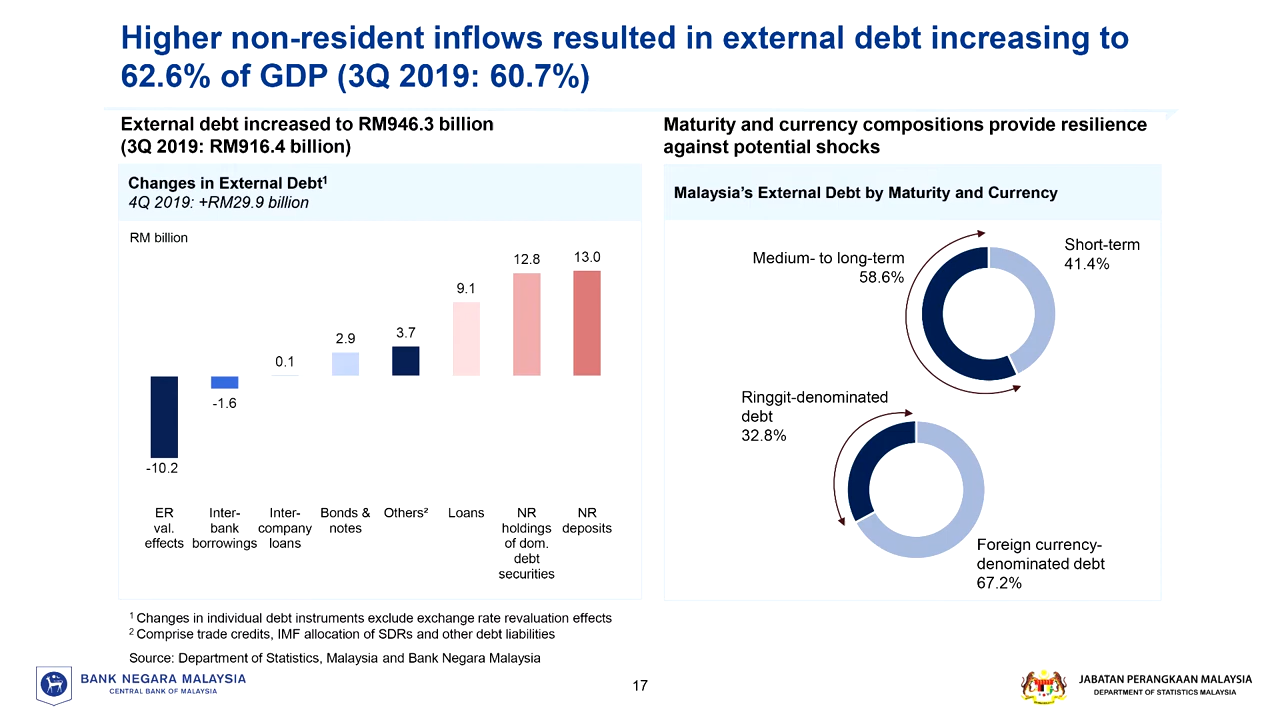 Higher non-resident inflows resulted in external debt increasing to
62.6% of GDP (3Q 2019: 60.7%)
External debt increased to RM946.3 billion
(3Q 2019: RM916.4 billion)
Changes in External Debt¹
4Q 2019: +RM29.9 billion
RM billion
-10.2
-1.6
0.1
2.9
3.7
9.1
12.8
13.0
ER
val.
effects
Inter-
bank
borrowings
Inter-
company
loans
Bonds &
notes
Others²
Loans
NR
holdings
of dom.
debt
securities
NR
deposits
Maturity and currency compositions provide resilience
against potential shocks
Malaysia’s External Debt by Maturity and Currency
Medium- to long-term
58.6%
Short-term
41.4%
Ringgit-denominated
debt
32.8%
Foreign currency-
denominated debt
67.2%
¹ Changes in individual debt instruments exclude exchange rate revaluation effects
² Comprise trade credits, IMF allocation of SDRs and other debt liabilities
Source: Department of Statistics, Malaysia and Bank Negara Malaysia
BANK NEGARA MALAYSIA
CENTRAL BANK OF MALAYSIA
17
JABATAN PERANGKAAN MALAYSIA
DEPARTMENT OF STATISTICS MALAYSIA